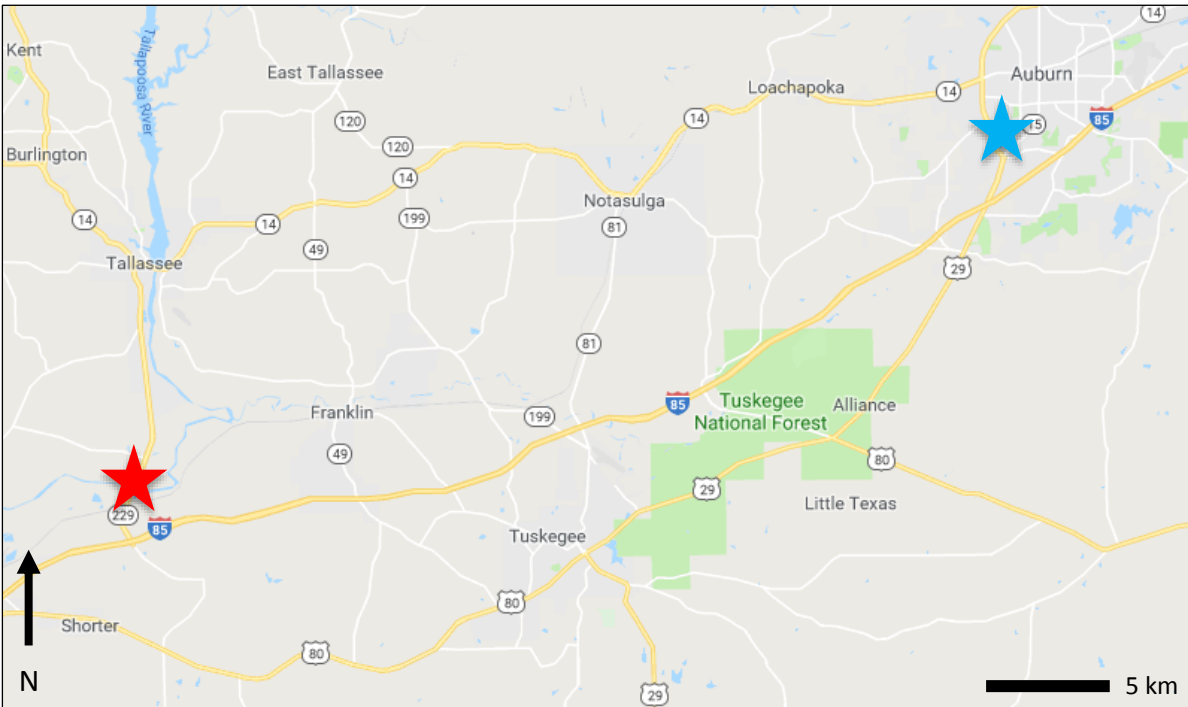 14
Kent
Tallapoosa River
East Tallassee
Auburn
Loachapoka
14
85
15
120
14
120
Burlington
14
Notasulga
199
14
14
81
49
Tallassee
29
81
85
Tuskegee
National Forest
Alliance
Franklin
199
49
80
29
Little Texas
229
85
Tuskegee
80
Shorter
80
N
29
5 km